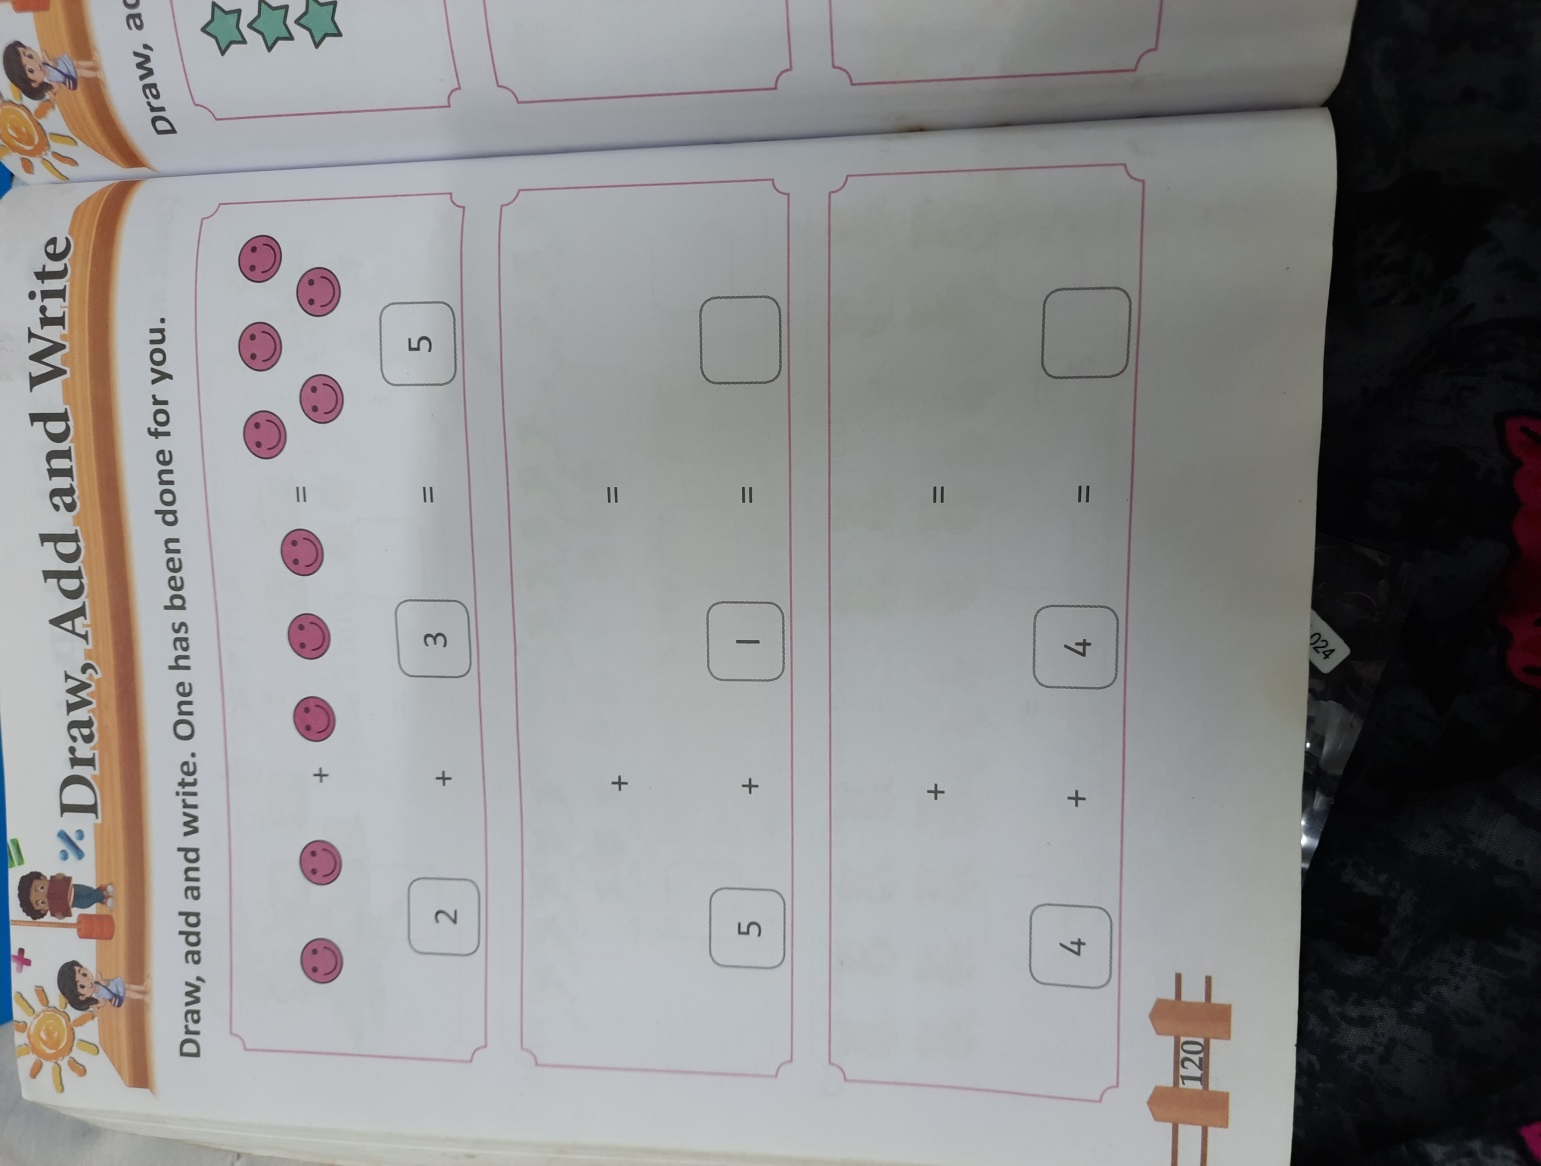 Draw, Add and Write
Draw, add and write. One has been done for you.
+ =
2 + 3 = 5
+ =
5 + 1 =
+ =
4 + 4 =
120
Draw,
024